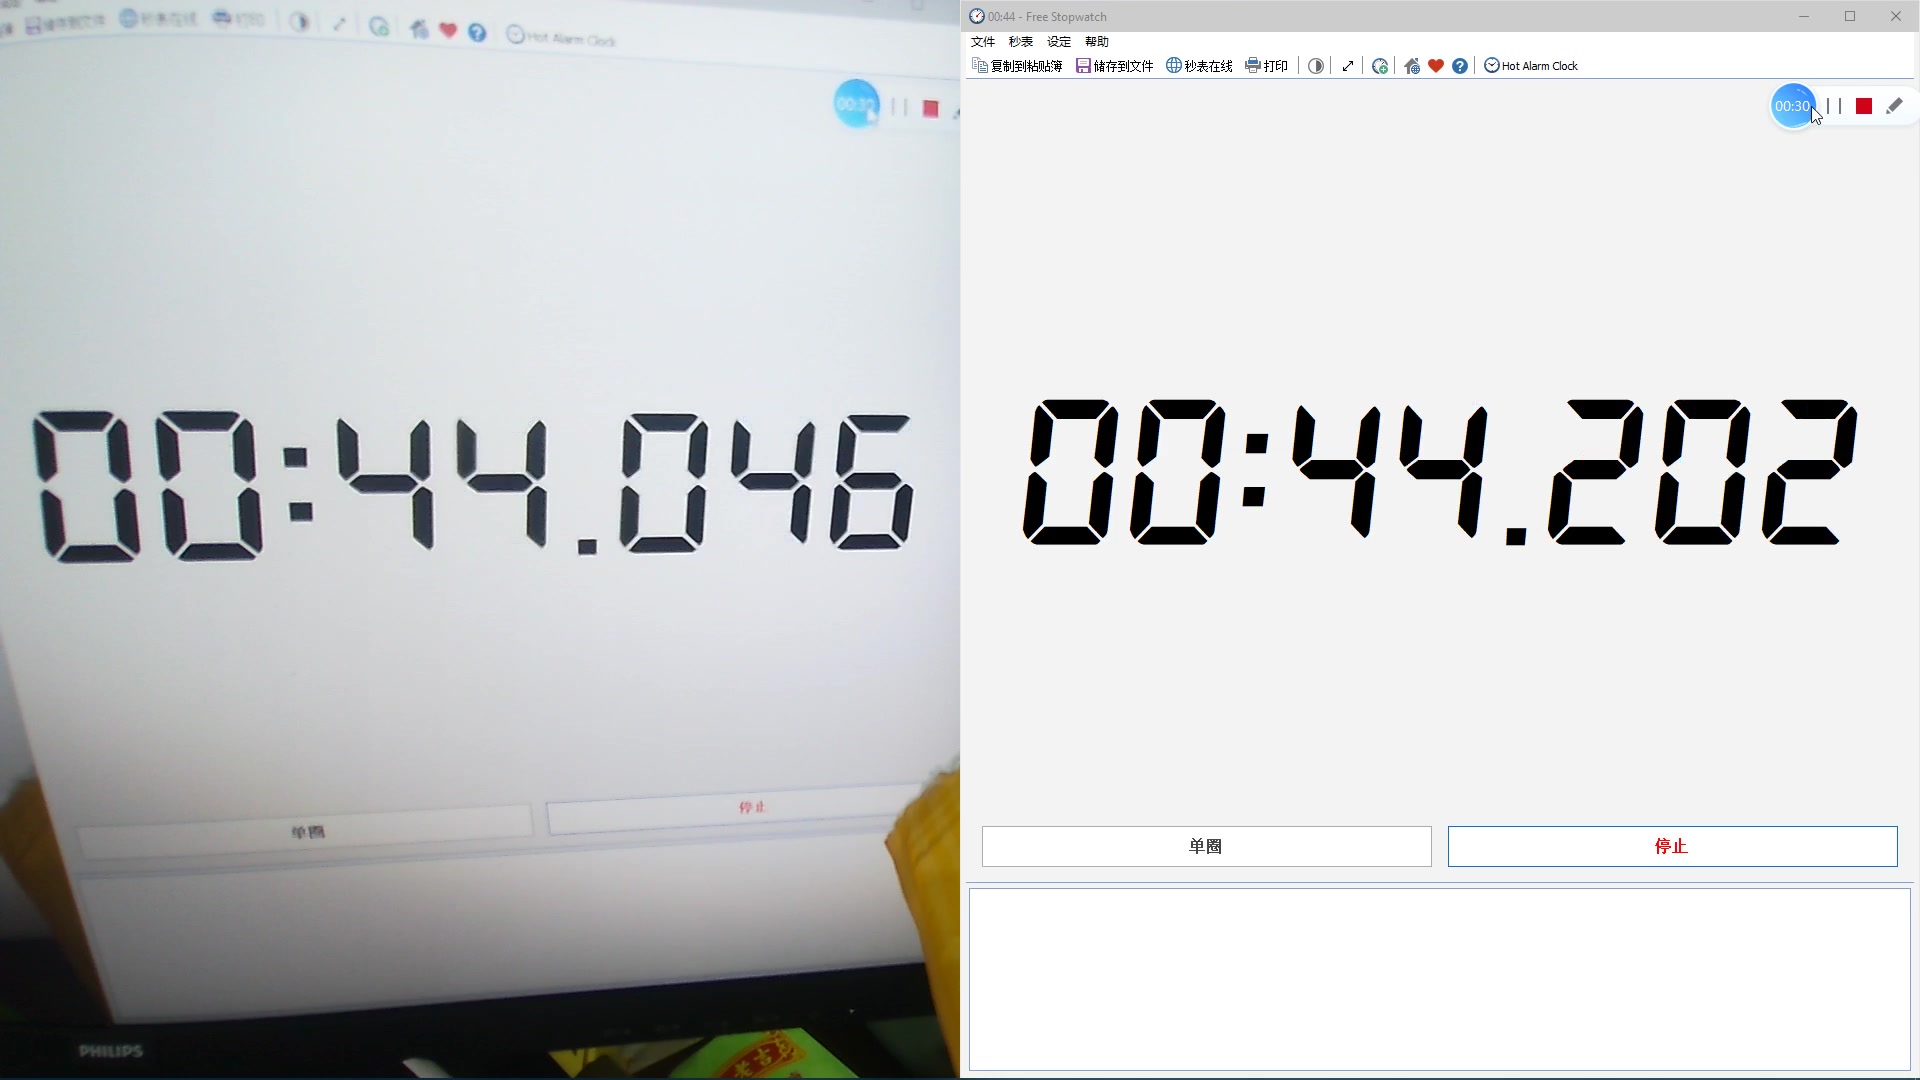 储存到文件 秒表在线 打印 Hot Alarm Clock
00:30
00:44.046
单圈 停止
PHILIPS
老吉
00:44 - Free Stopwatch
文件 秒表 设定 帮助
复制到粘贴簿 储存到文件 秒表在线 打印 Hot Alarm Clock
00:30
00:44.202
单圈 停止